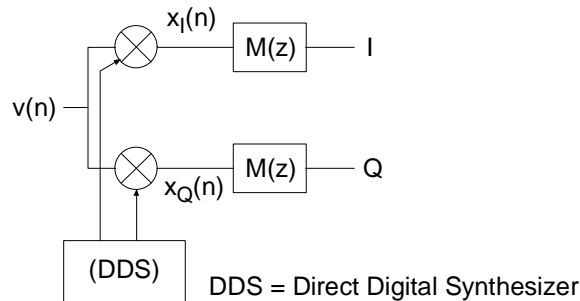 x_I(n)
M(z)
I
v(n)
M(z)
Q
x_Q(n)
(DDS)
DDS = Direct Digital Synthesizer